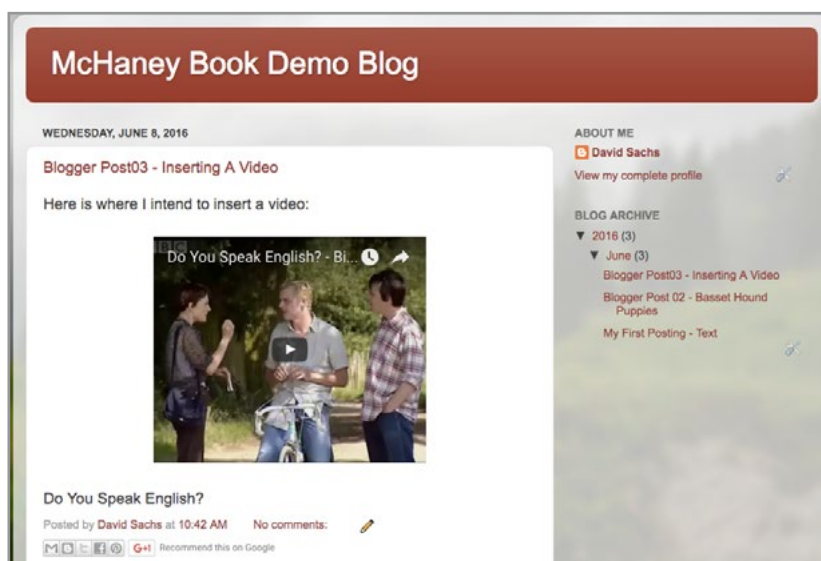 McHaney Book Demo Blog
WEDNESDAY, JUNE 8, 2016
Blogger Post03 - Inserting A Video
Here is where I intend to insert a video:
BBC
Do You Speak English? - Bi...
Do You Speak English?
Posted by David Sachs at 10:42 AM No comments:
G+1 Recommend this on Google
ABOUT ME
David Sachs
View my complete profile
BLOG ARCHIVE
▼ 2016 (3)
▼ June (3)
Blogger Post03 - Inserting A Video
Blogger Post 02 - Basset Hound
Puppies
My First Posting - Text